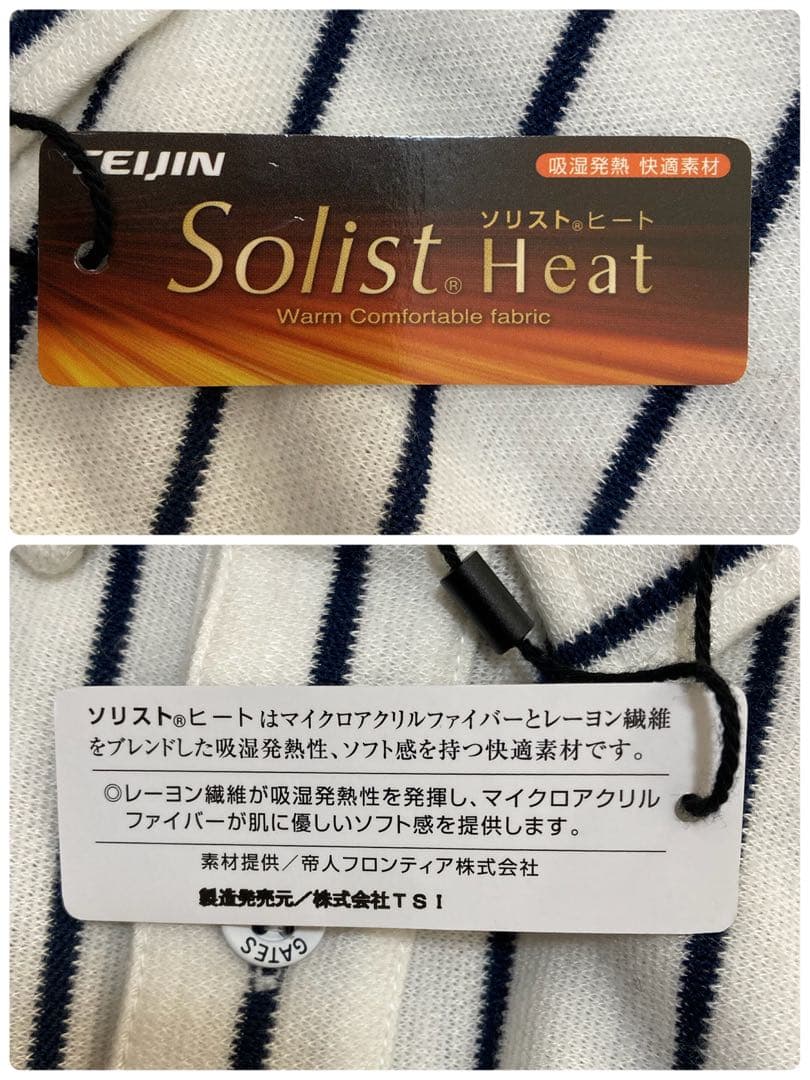 TEIJIN
吸湿発熱 快適素材
ソリスト®ヒート
Solist® Heat
Warm Comfortable fabric
ソリスト®ヒートはマイクロアクリルファイバーとレーヨン繊維
をブレンドした吸湿発熱性、ソフト感を持つ快適素材です。
◎レーヨン繊維が吸湿発熱性を発揮し、マイクロアクリル
ファイバーが肌に優しいソフト感を提供します。
素材提供／帝人フロンティア株式会社
製造発売元／株式会社TSI
GATES